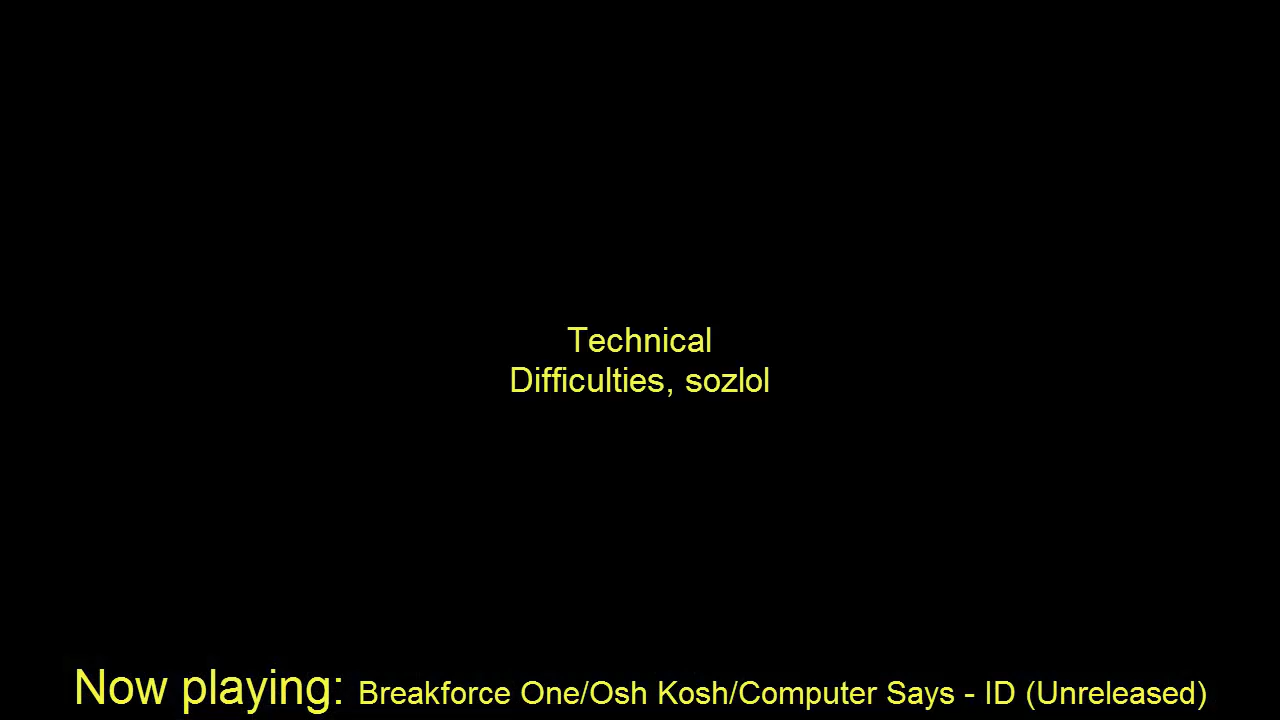 Technical
Difficulties, sozlol
Now playing: Breakforce One/Osh Kosh/Computer Says - ID (Unreleased)